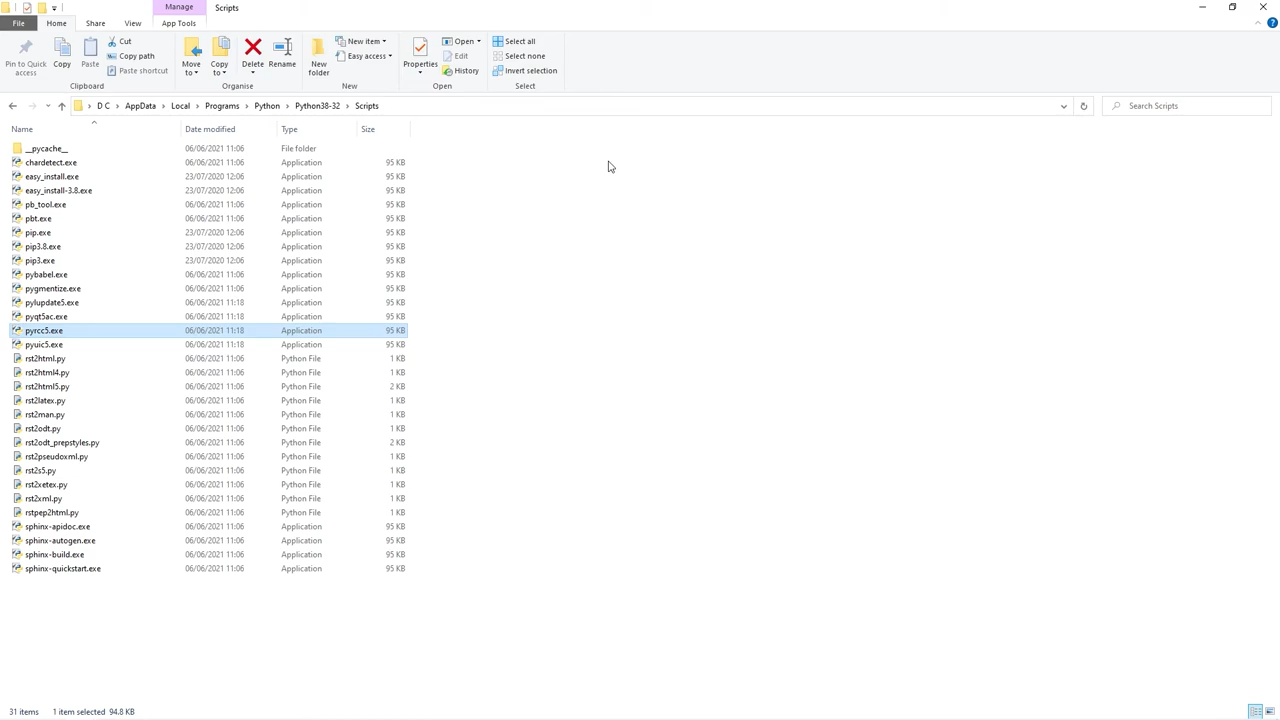 Manage
Scripts
File
Home
Share
View
App Tools
Pin to Quick
access
Copy
Paste
Cut
Copy path
Paste shortcut
Clipboard
Move
to
Copy
to
Delete
Rename
Organise
New
folder
New item
Easy access
New
Properties
Open
Edit
History
Open
Select all
Select none
Invert selection
Select
D C
AppData
Local
Programs
Python
Python38-32
Scripts
Search Scripts
Name
Date modified
Type
Size
__pycache__ 06/06/2021 11:06 File folder
chardetect.exe 06/06/2021 11:06 Application 95 KB
easy_install.exe 23/07/2020 12:06 Application 95 KB
easy_install-3.8.exe 23/07/2020 12:06 Application 95 KB
pb_tool.exe 06/06/2021 11:06 Application 95 KB
pbt.exe 06/06/2021 11:06 Application 95 KB
pip.exe 23/07/2020 12:06 Application 95 KB
pip3.8.exe 23/07/2020 12:06 Application 95 KB
pip3.exe 23/07/2020 12:06 Application 95 KB
pybabel.exe 06/06/2021 11:06 Application 95 KB
pygmentize.exe 06/06/2021 11:06 Application 95 KB
pylupdate5.exe 06/06/2021 11:18 Application 95 KB
pyqt5ac.exe 06/06/2021 11:06 Application 95 KB
pyrcc5.exe 06/06/2021 11:18 Application 95 KB
pyuic5.exe 06/06/2021 11:18 Application 95 KB
rst2html.py 06/06/2021 11:06 Python File 1 KB
rst2html4.py 06/06/2021 11:06 Python File 1 KB
rst2html5.py 06/06/2021 11:06 Python File 2 KB
rst2latex.py 06/06/2021 11:06 Python File 1 KB
rst2man.py 06/06/2021 11:06 Python File 1 KB
rst2odt.py 06/06/2021 11:06 Python File 1 KB
rst2odt_prepstyles.py 06/06/2021 11:06 Python File 2 KB
rst2pseudoxml.py 06/06/2021 11:06 Python File 1 KB
rst2s5.py 06/06/2021 11:06 Python File 1 KB
rst2xetex.py 06/06/2021 11:06 Python File 1 KB
rst2xml.py 06/06/2021 11:06 Python File 1 KB
rstpep2html.py 06/06/2021 11:06 Python File 1 KB
sphinx-apidoc.exe 06/06/2021 11:06 Application 95 KB
sphinx-autogen.exe 06/06/2021 11:06 Application 95 KB
sphinx-build.exe 06/06/2021 11:06 Application 95 KB
sphinx-quickstart.exe 06/06/2021 11:06 Application 95 KB
31 items 1 item selected 94.8 KB